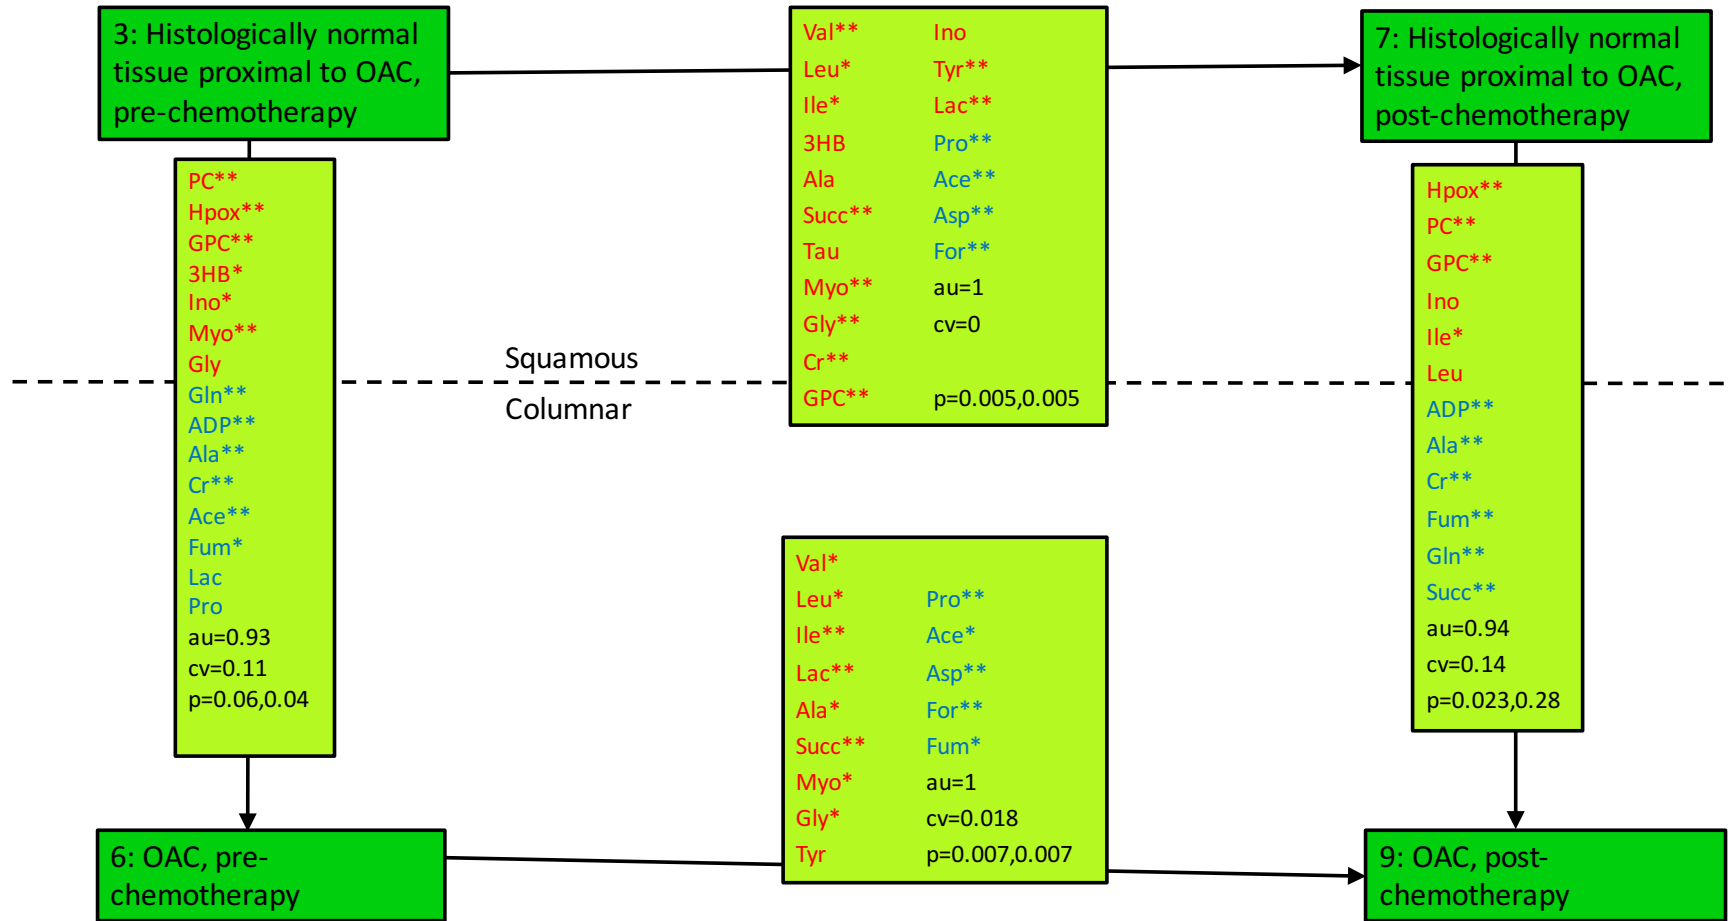 3: Histologically normal
tissue proximal to OAC,
pre-chemotherapy
Val**
Leu*
Ile*
3HB
Ala
Succ**
Tau
Myo**
Gly**
Cr**
GPC**
Ino
Tyr**
Lac**
Pro**
Ace**
Asp**
For**
au=1
cv=0
p=0.005,0.005
7: Histologically normal
tissue proximal to OAC,
post-chemotherapy
PC**
Hpox**
GPC**
3HB*
Ino*
Myo**
Gly
Gln**
ADP**
Ala**
Cr**
Ace**
Fum*
Lac
Pro
au=0.93
cv=0.11
p=0.06,0.04
Squamous
Columnar
Hpox**
PC**
GPC**
Ino
Ile*
Leu
ADP**
Ala**
Cr**
Fum**
Gln**
Succ**
au=0.94
cv=0.14
p=0.023,0.28
Val*
Leu*
Ile**
Lac**
Ala*
Succ**
Myo*
Gly*
Tyr
Pro**
Ace*
Asp**
For**
Fum*
au=1
cv=0.018
p=0.007,0.007
6: OAC, pre-
chemotherapy
9: OAC, post-
chemotherapy